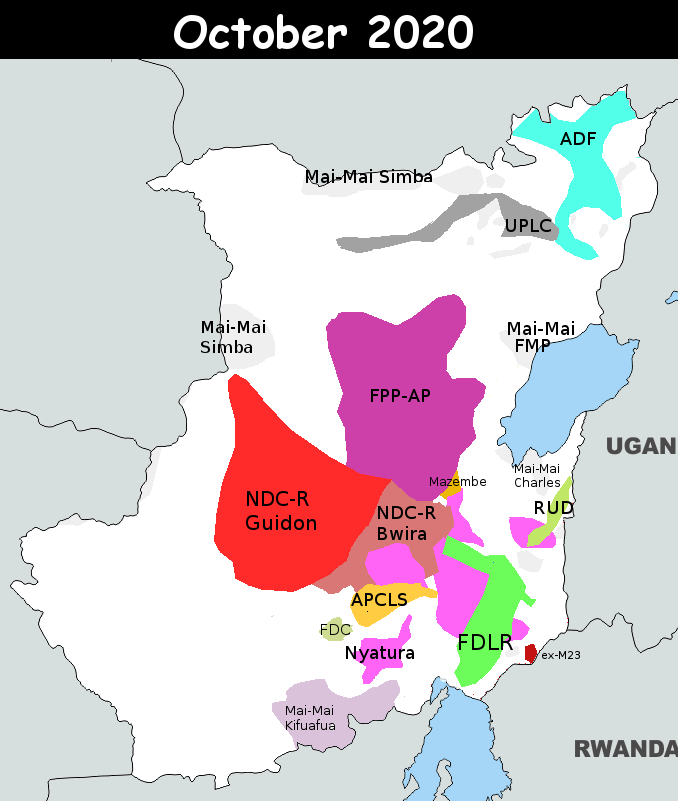 October 2020
ADF
Mai-Mai Simba
UPLC
Mai-Mai
Simba
Mai-Mai
FMP
FPP-AP
UGAN
Mai-Mai
Charles
Mazembe
NDC-R
Guidon
NDC-R
Bwira
RUD
APCLS
FDC
Nyatura
FDLR
ex-M23
Mai-Mai
Kifuafua
RWANDA